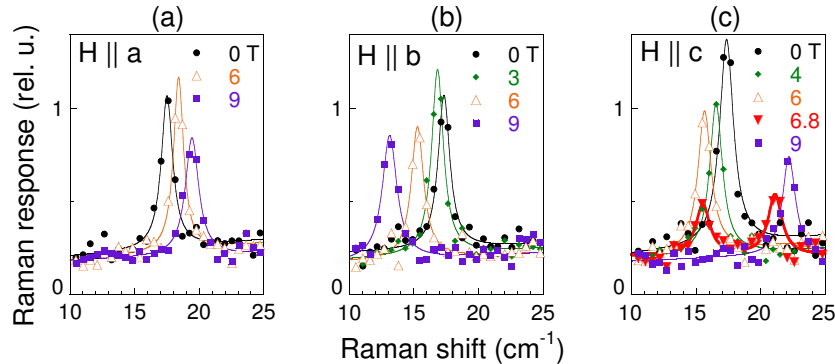 (a)
(b)
(c)
Raman response (rel. u.)
H || a
0 T
6
9
1
0
10 15 20 25
H || b
0 T
3
6
9
1
0
10 15 20 25
H || c
0 T
4
6
6.8
9
1
0
10 15 20 25
Raman shift (cm-1)